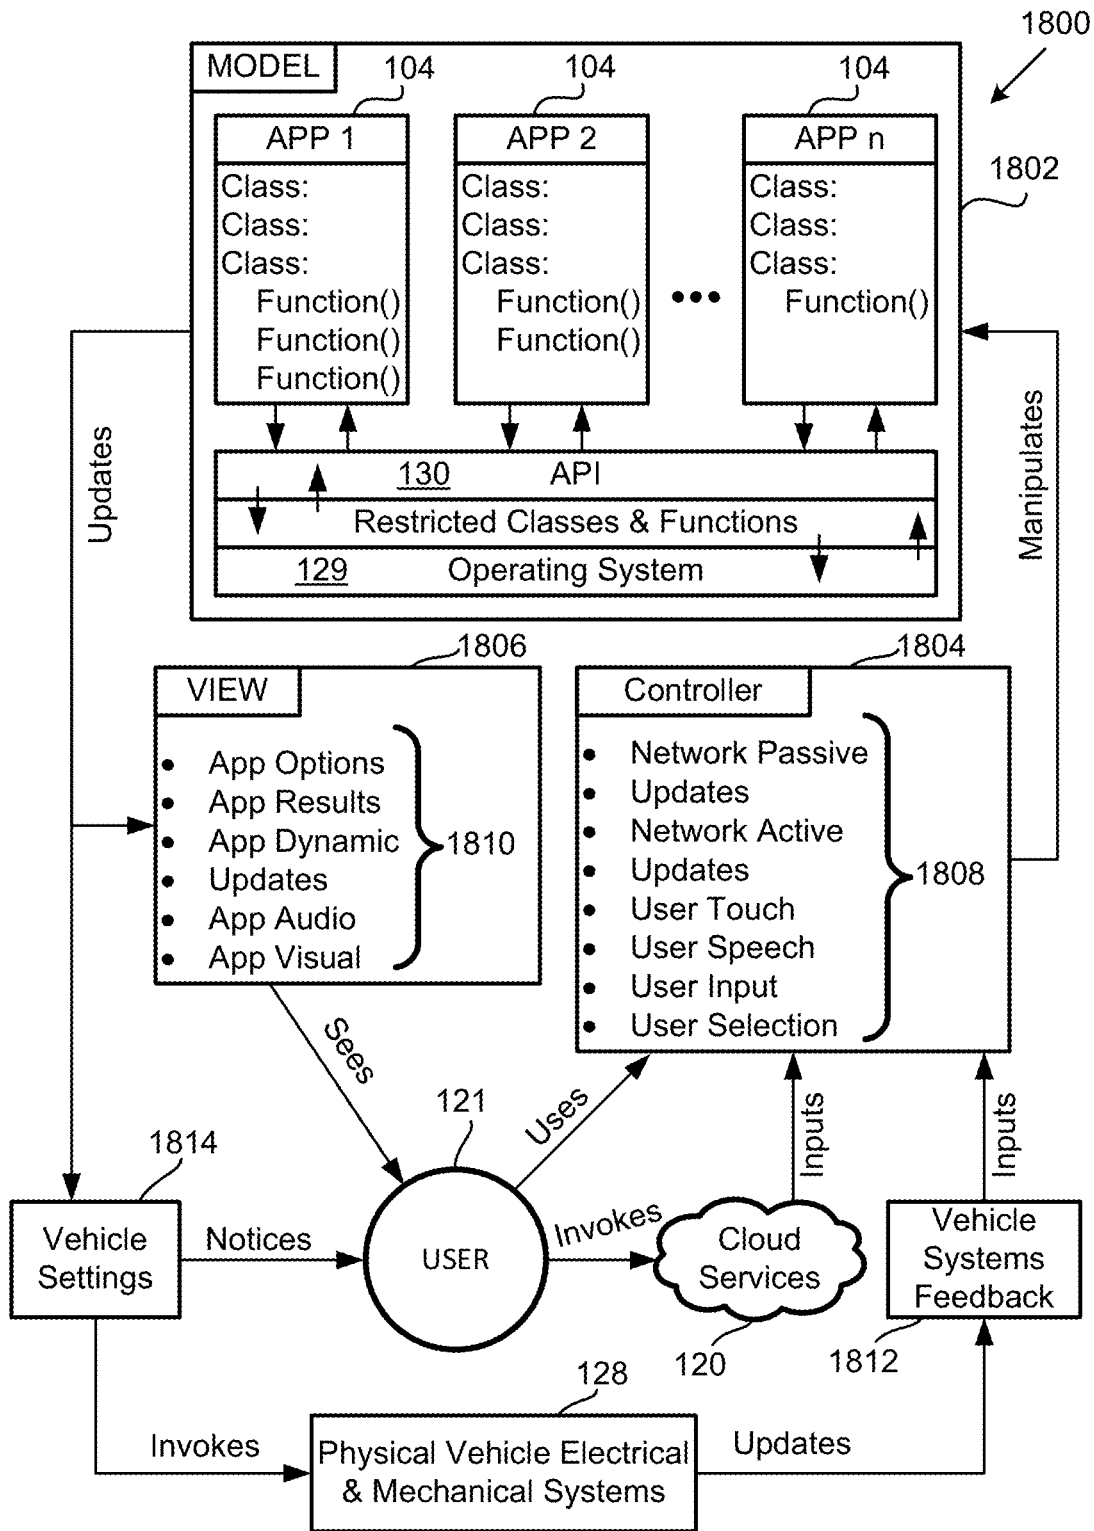 1800
MODEL
104
104
104
1802
APP 1
Class:
Class:
Class:
Function()
Function()
Function()
APP 2
Class:
Class:
Class:
Function()
Function()
•••
APP n
Class:
Class:
Class:
Function()
130 API
Restricted Classes & Functions
129 Operating System
Updates
Manipulates
1806
VIEW
• App Options
• App Results
• App Dynamic
• Updates
• App Audio
• App Visual
1810
1804
Controller
• Network Passive
• Updates
• Network Active
• Updates
• User Touch
• User Speech
• User Input
• User Selection
1808
Sees
Uses
Inputs
Inputs
121
1814
Vehicle
Settings
Notices
USER
Invokes
Cloud
Services
120
Vehicle
Systems
Feedback
1812
128
Invokes
Physical Vehicle Electrical
& Mechanical Systems
Updates